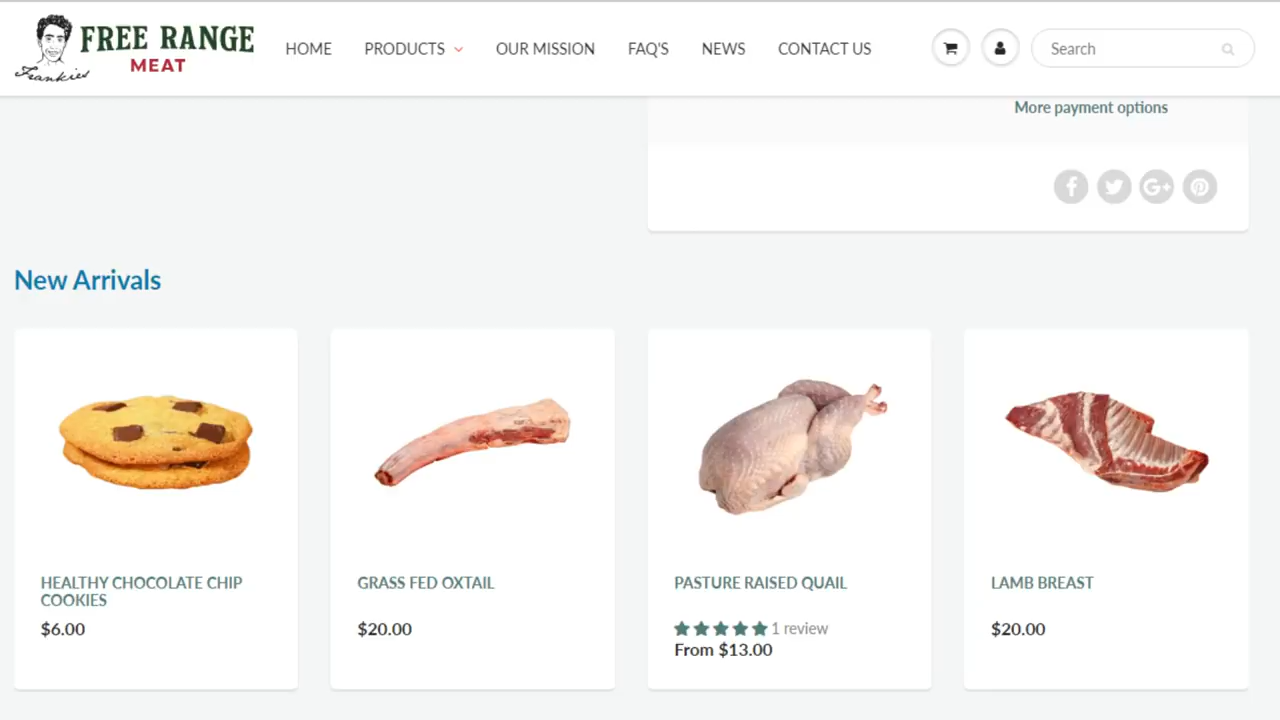 FREE RANGE
MEAT
Frankies
HOME
PRODUCTS
OUR MISSION
FAQ'S
NEWS
CONTACT US
Search
More payment options
New Arrivals
HEALTHY CHOCOLATE CHIP
COOKIES
$6.00
GRASS FED OXTAIL
$20.00
PASTURE RAISED QUAIL
1 review
From $13.00
LAMB BREAST
$20.00